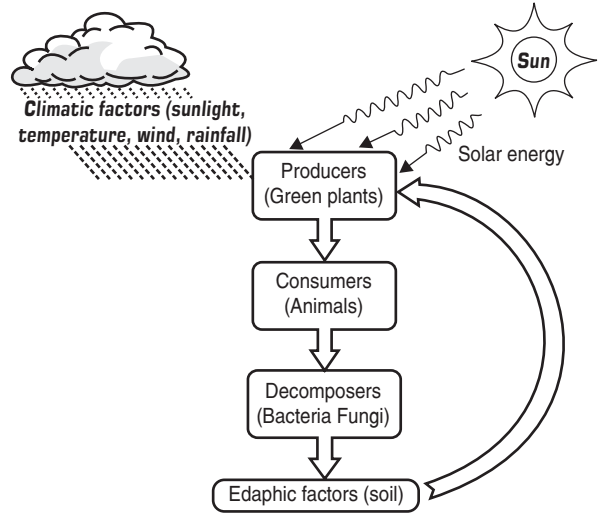 Sun
Climatic factors (sunlight,
temperature, wind, rainfall)
Solar energy
Producers
(Green plants)
Consumers
(Animals)
Decomposers
(Bacteria Fungi)
Edaphic factors (soil)